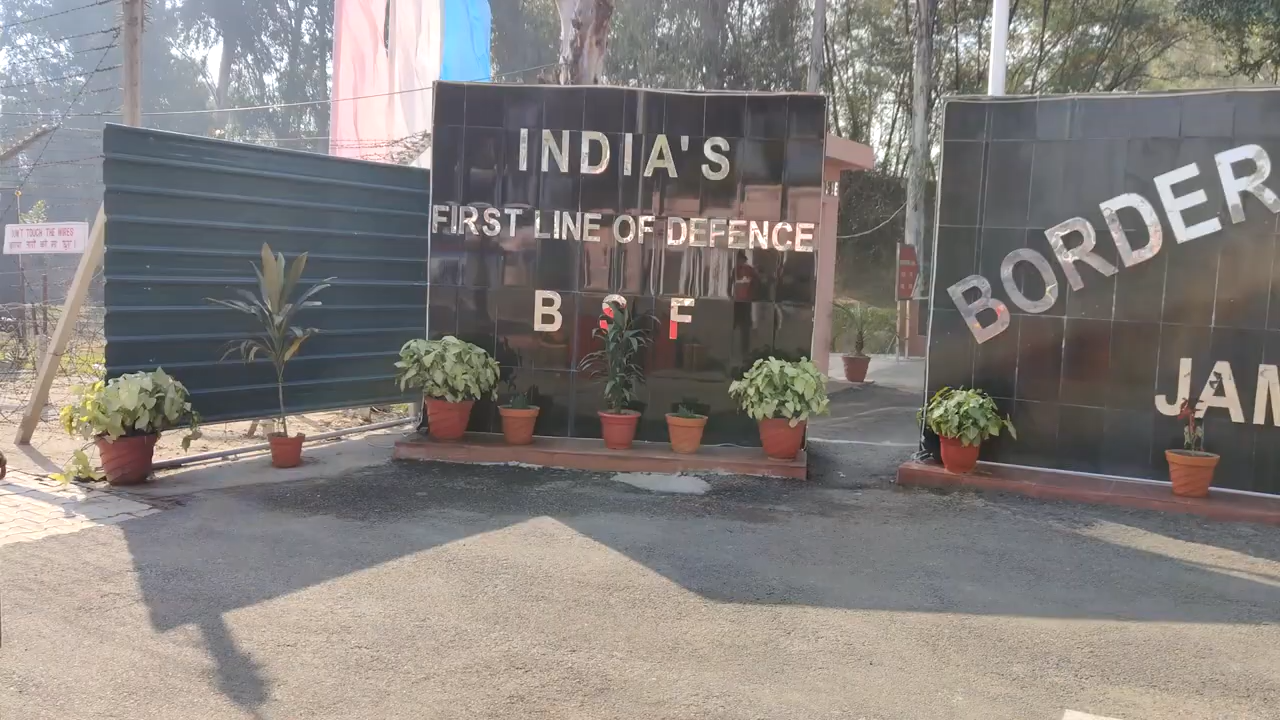 INDIA'S
FIRST LINE OF DEFENCE
BSF
BORDER
JAM
DON'T TOUCH THE WIRES